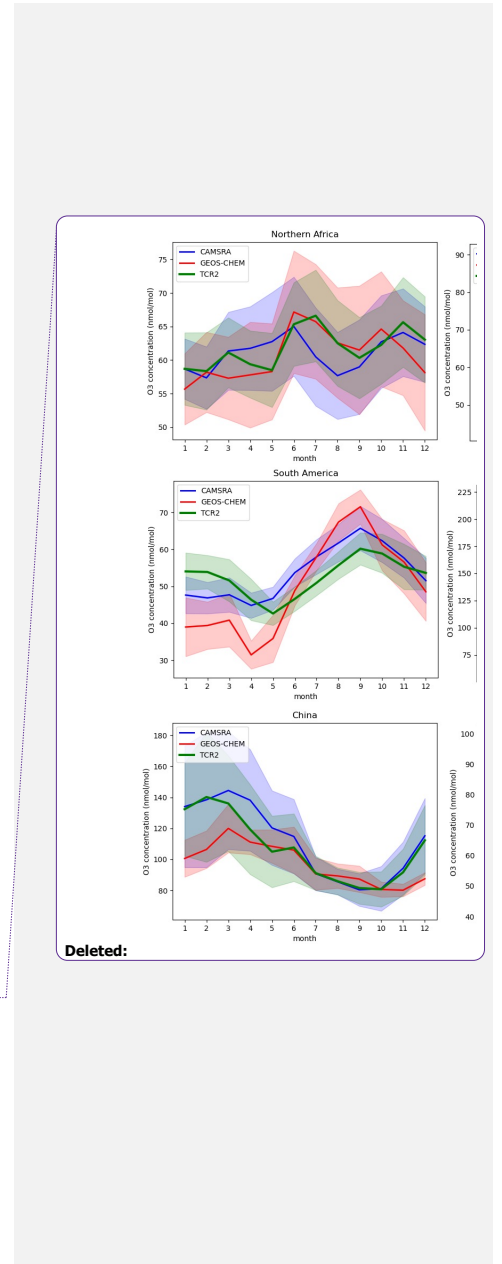 Northern Africa
CAMSRA
GEOS-CHEM
TCR2
O3 concentration (nmol/mol)
75
70
65
60
55
50
1 2 3 4 5 6 7 8 9 10 11 12
month
O3 concentration (nmol/mol)
90
80
70
60
50
South America
CAMSRA
GEOS-CHEM
TCR2
O3 concentration (nmol/mol)
70
60
50
40
30
1 2 3 4 5 6 7 8 9 10 11 12
month
O3 concentration (nmol/mol)
225
200
175
150
125
100
75
China
CAMSRA
GEOS-CHEM
TCR2
O3 concentration (nmol/mol)
180
160
140
120
100
80
1 2 3 4 5 6 7 8 9 10 11 12
month
O3 concentration (nmol/mol)
100
90
80
70
60
50
40
Deleted: